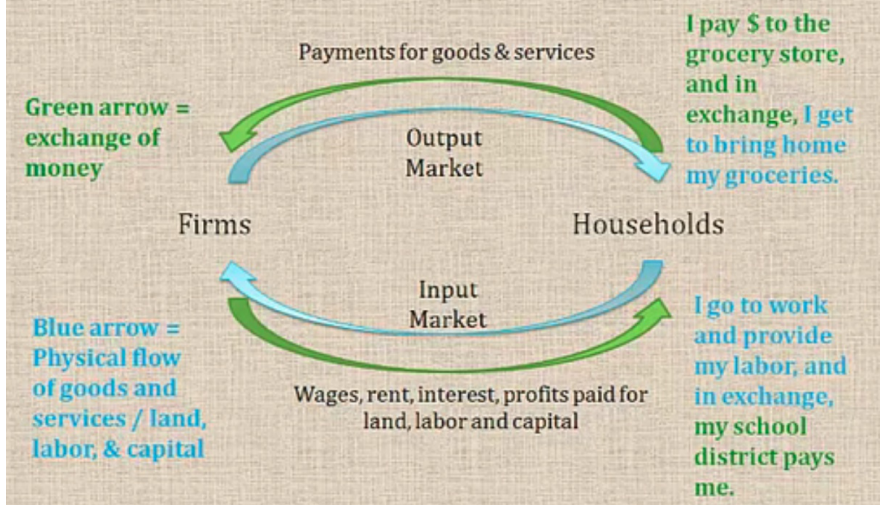 Payments for goods & services
I pay $ to the
grocery store,
and in
exchange, I get
to bring home
my groceries.
Green arrow =
exchange of
money
Output
Market
Firms
Households
Input
Market
Blue arrow =
Physical flow
of goods and
services / land,
labor, & capital
Wages, rent, interest, profits paid for
land, labor and capital
I go to work
and provide
my labor, and
in exchange,
my school
district pays
me.